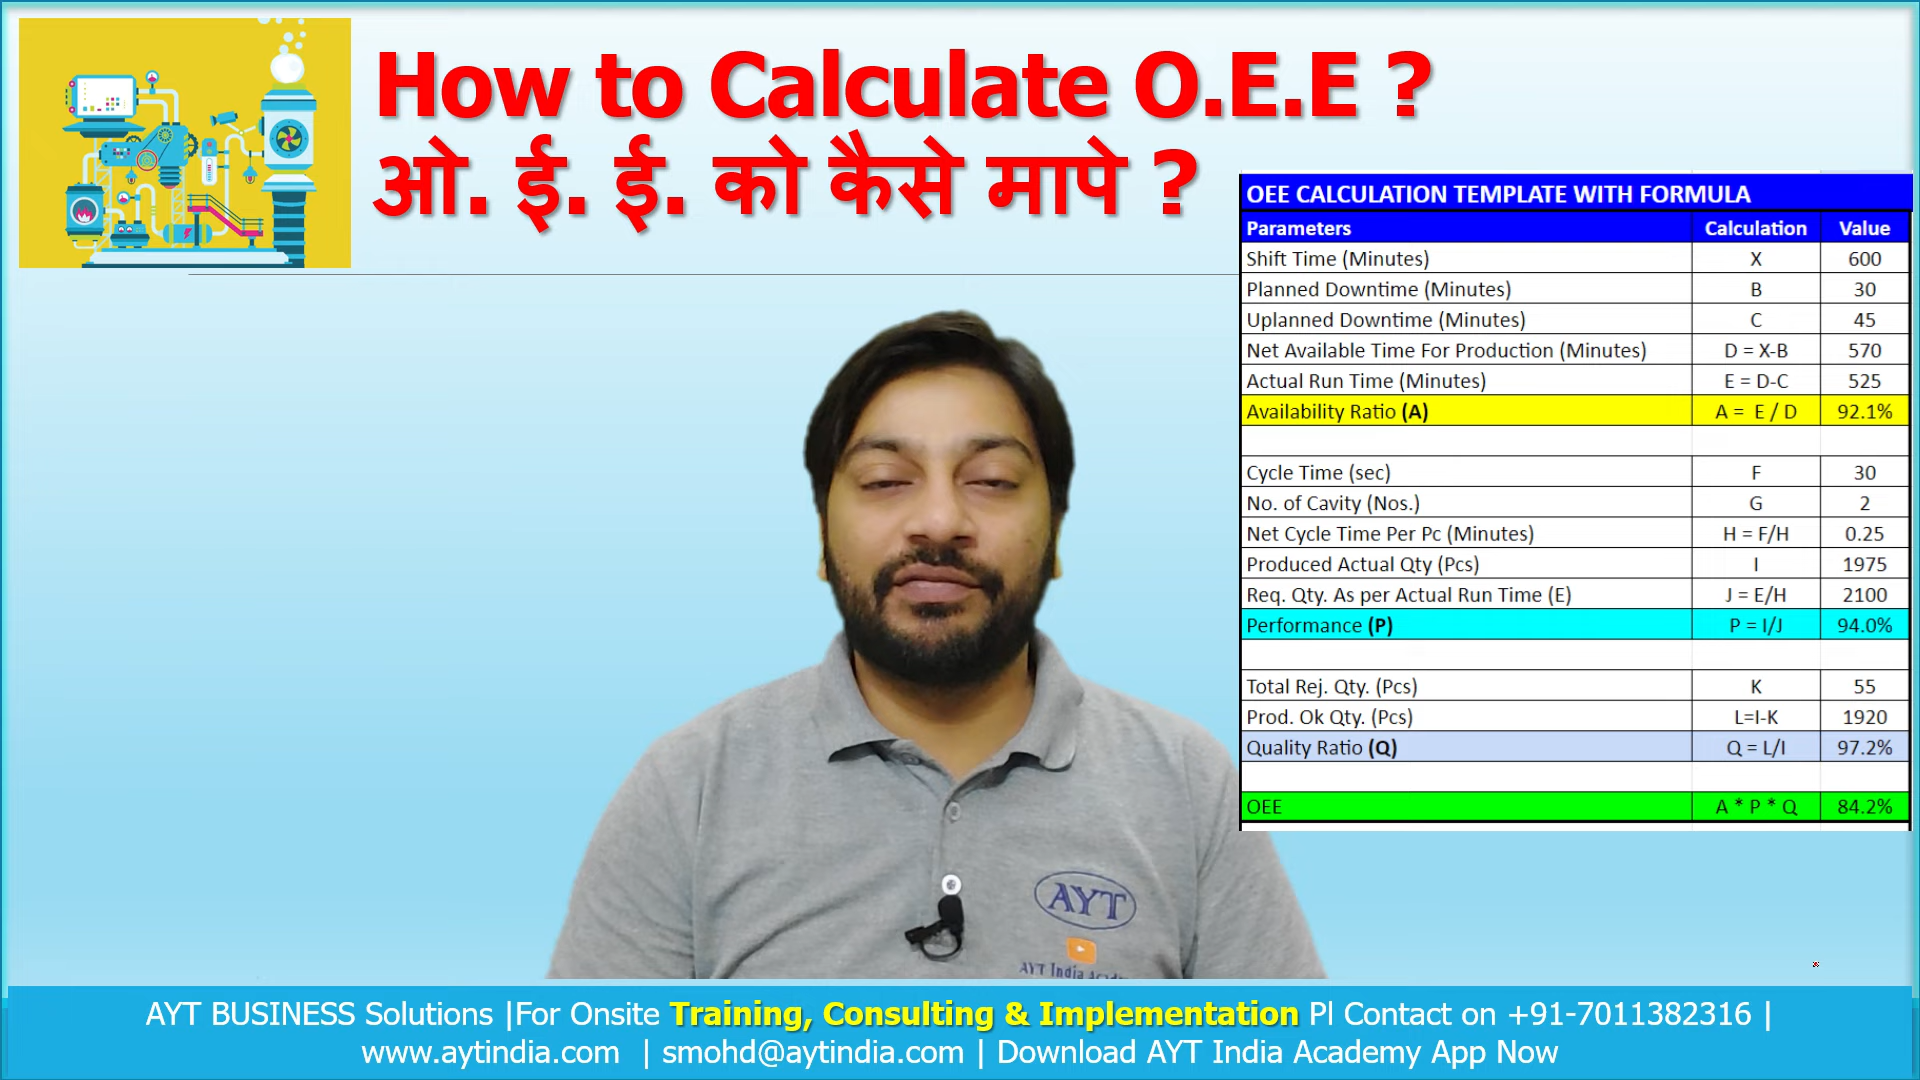 How to Calculate O.E.E ?
ओ. ई. ई. को कैसे मापे ?
OEE CALCULATION TEMPLATE WITH FORMULA
Parameters Calculation Value
Shift Time (Minutes) X 600
Planned Downtime (Minutes) B 30
Uplanned Downtime (Minutes) C 45
Net Available Time For Production (Minutes) D = X-B 570
Actual Run Time (Minutes) E = D-C 525
Availability Ratio (A) A = E / D 92.1%
Cycle Time (sec) F 30
No. of Cavity (Nos.) G 2
Net Cycle Time Per Pc (Minutes) H = F/H 0.25
Produced Actual Qty (Pcs) I 1975
Req. Qty. As per Actual Run Time (E) J = E/H 2100
Performance (P) P = I/J 94.0%
Total Rej. Qty. (Pcs) K 55
Prod. Ok Qty. (Pcs) L=I-K 1920
Quality Ratio (Q) Q = L/I 97.2%
OEE A * P * Q 84.2%
AYT
AYT India
AYT BUSINESS Solutions |For Onsite Training, Consulting & Implementation Pl Contact on +91-7011382316 |
www.aytindia.com | smohd@aytindia.com | Download AYT India Academy App Now